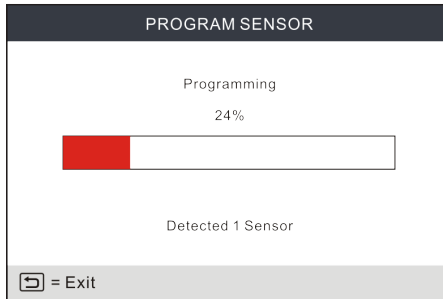 PROGRAM SENSOR
Programming
24%
Detected 1 Sensor
= Exit